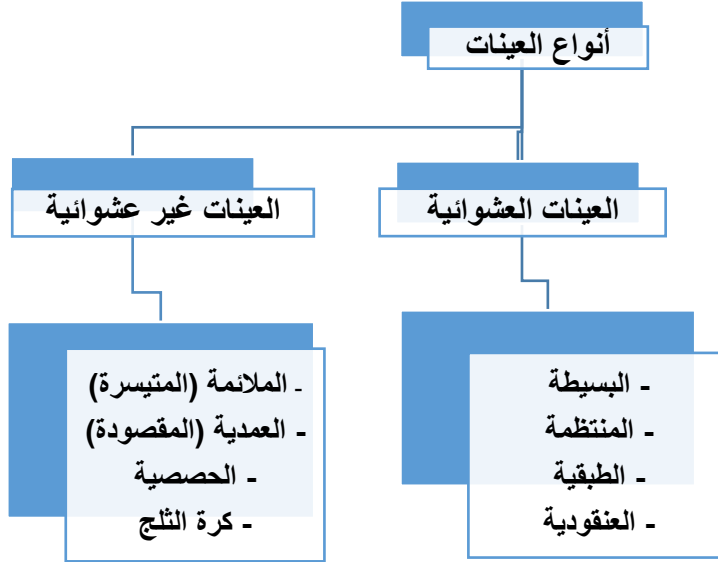 أنواع العينات
العينات العشوائية
العينات غير عشوائية
- البسيطة
- المنتظمة
- الطبقية
- العنقودية
- الملائمة (المتيسرة)
- العمدية (المقصودة)
- الحصصية
- كرة الثلج